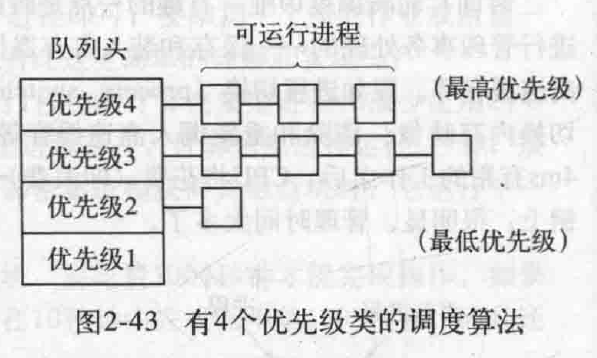 可运行进程
队列头
优先级4
(最高优先级)
优先级3
优先级2
优先级1
(最低优先级)
图2-43 有4个优先级类的调度算法